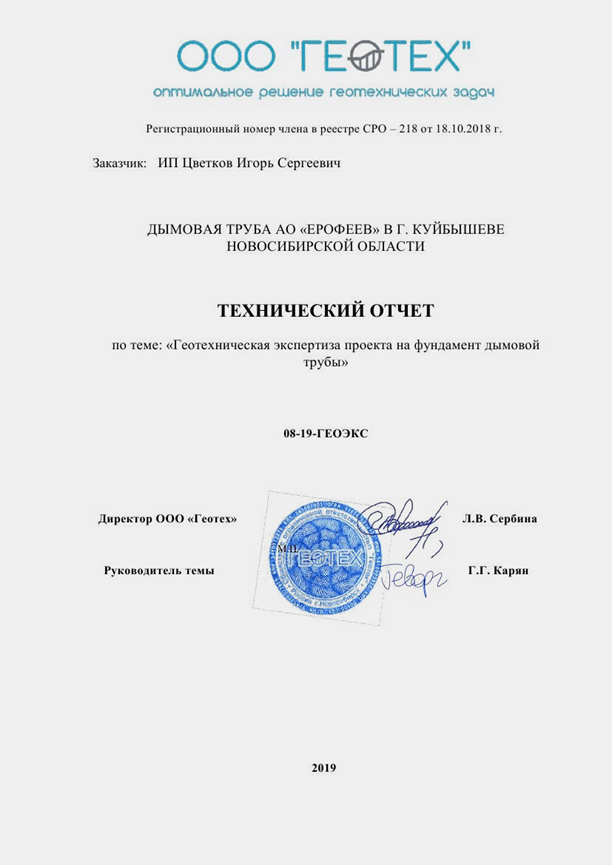 ООО "ГЕОТЕХ"
оптимальное решение геотехнических задач
Регистрационный номер члена в реестре СРО – 218 от 18.10.2018 г.
Заказчик: ИП Цветков Игорь Сергеевич
ДЫМОВАЯ ТРУБА АО «ЕРОФЕЕВ» В Г. КУЙБЫШЕВЕ
НОВОСИБИРСКОЙ ОБЛАСТИ
ТЕХНИЧЕСКИЙ ОТЧЕТ
по теме: «Геотехническая экспертиза проекта на фундамент дымовой
трубы»
08-19-ГЕОЭКС
Директор ООО «Геотех» Л.В. Сербина
М.П.
ГЕОТЕХ
Руководитель темы Г.Г. Карян
2019